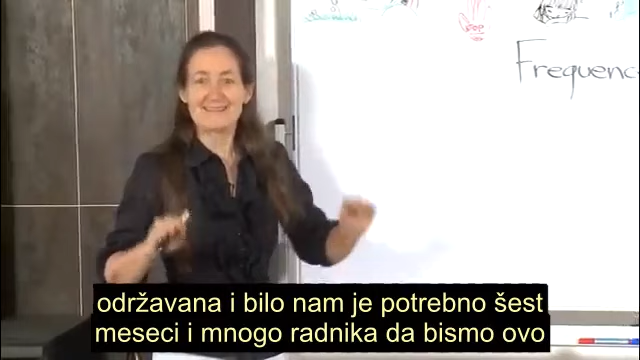 Frequenc
održavana i bilo nam je potrebno šest
meseci i mnogo radnika da bismo ovo